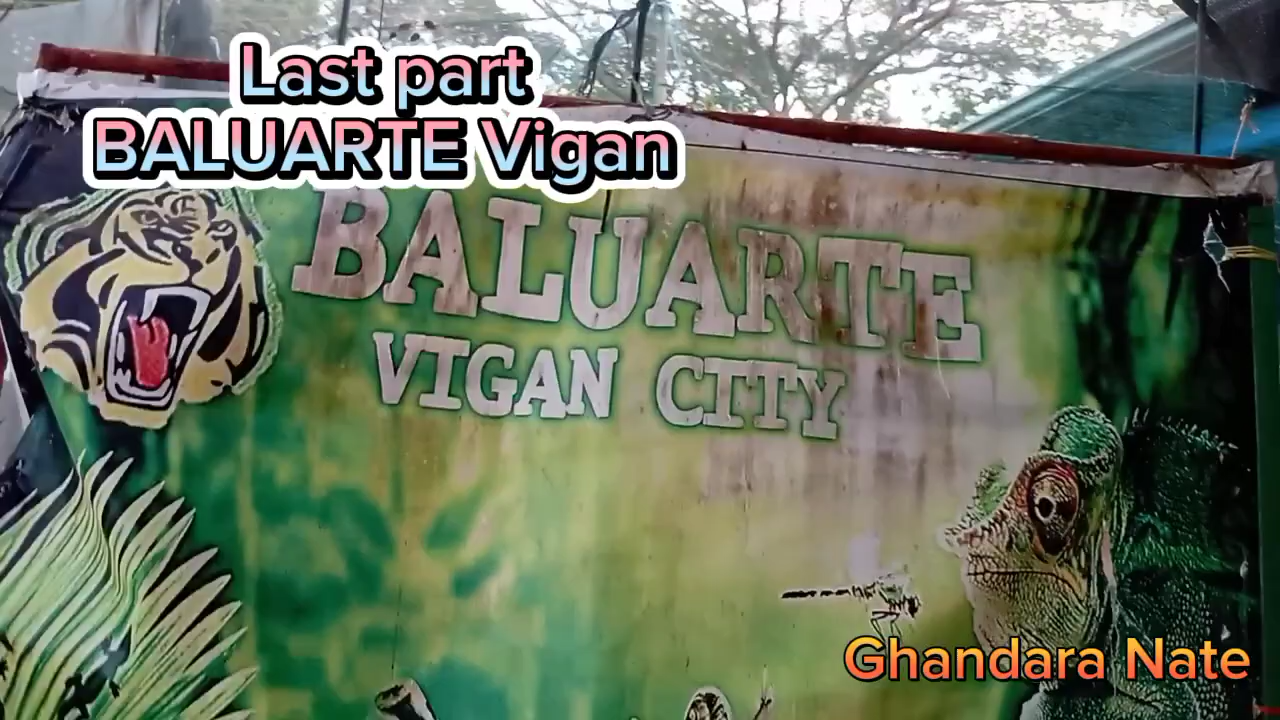 Last part
BALUARTE Vigan
BALUARTE
VIGAN CITY
Ghandara Nate